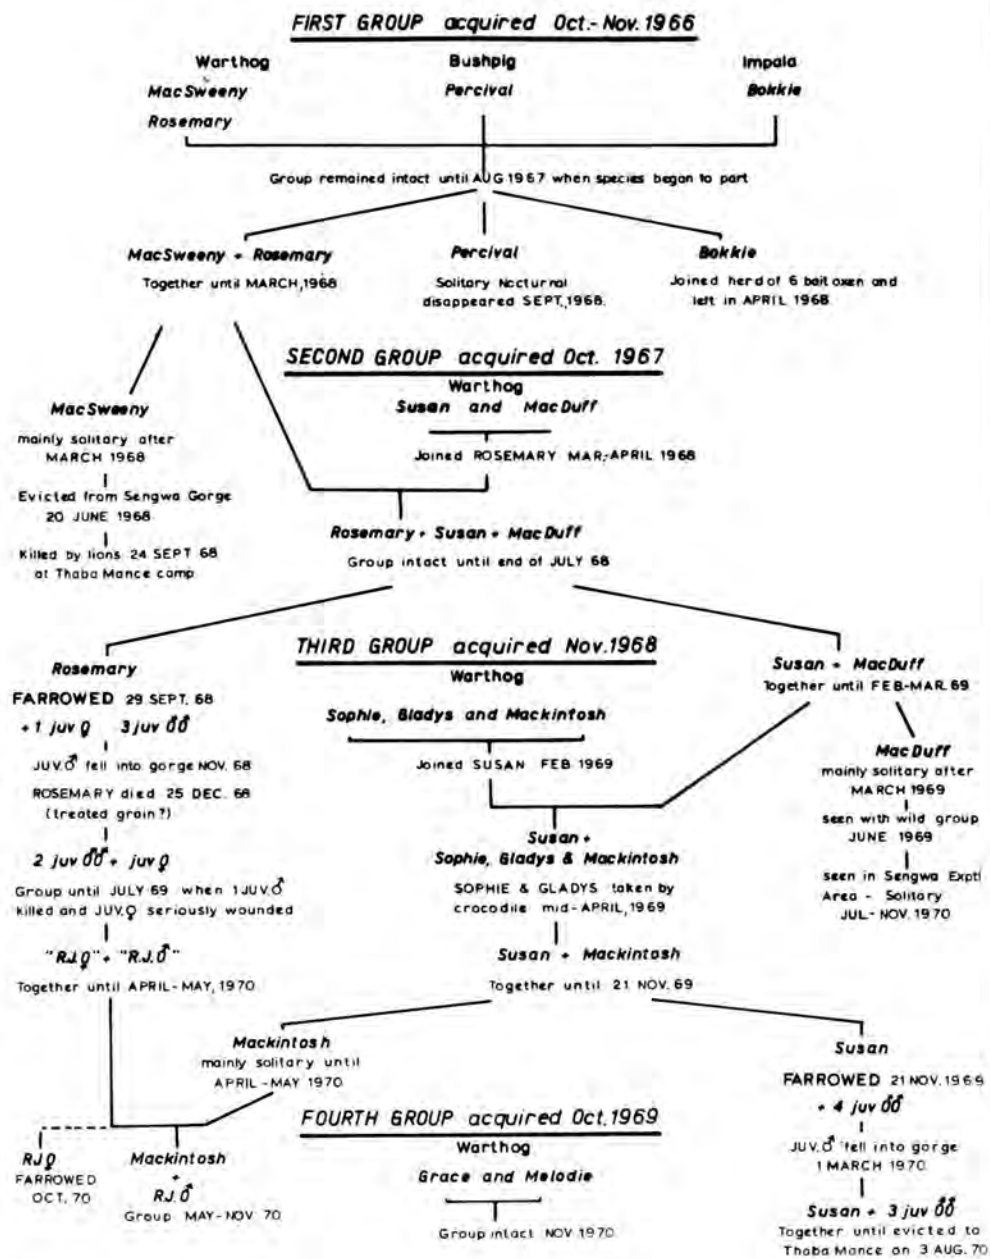 FIRST GROUP acquired Oct.- Nov. 1966
Warthog
MacSweeny
Rosemary
Bushpig
Percival
Impala
Bokkie
Group remained intact until AUG 1967 when species began to part
MacSweeny + Rosemary
Together until MARCH, 1968
Percival
Solitary Nocturnal
disappeared SEPT., 1968.
Bokkie
Joined herd of 6 bait oxen and
left in APRIL 1968
MacSweeny
mainly solitary after
MARCH 1968
Evicted from Sengwa Gorge
20 JUNE 1968
Killed by lions 24 SEPT 68
at Thaba Mance camp
SECOND GROUP acquired Oct. 1967
Warthog
Susan and MacDuff
Joined ROSEMARY MAR.-APRIL 1968
Rosemary + Susan + MacDuff
Group intact until end of JULY 68
Rosemary
FARROWED 29 SEPT. 68
+ 1 juv ♀ 3 juv ♂♂
JUV. ♂ fell into gorge NOV. 68
ROSEMARY died 25 DEC. 68
(treated grain?)
2 juv ♂♂ + juv ♀
Group until JULY 69 when 1 JUV. ♂
killed and JUV. ♀ seriously wounded
"R.J. ♀" + "R.J. ♂"
Together until APRIL - MAY, 1970
THIRD GROUP acquired Nov. 1968
Warthog
Sophie, Gladys and Mackintosh
Joined SUSAN FEB 1969
Susan +
Sophie, Gladys & Mackintosh
SOPHIE & GLADYS taken by
crocodile mid-APRIL, 1969
Susan + Mackintosh
Together until 21 NOV. 69
Susan + MacDuff
Together until FEB-MAR. 69
MacDuff
mainly solitary after
MARCH 1969
seen with wild group
JUNE 1969
seen in Sengwa Exptl
Area - Solitary
JUL - NOV. 1970
Mackintosh
mainly solitary until
APRIL - MAY 1970
Susan
FARROWED 21 NOV. 1969
+ 4 juv ♂♂
JUV. ♂ fell into gorge
1 MARCH 1970
Susan + 3 juv ♂♂
Together until evicted to
Thaba Mance on 3 AUG. 70
RJ ♀
FARROWED
OCT. 70
Mackintosh
+
R.J. ♂
Group MAY - NOV. 70
FOURTH GROUP acquired Oct. 1969
Warthog
Grace and Melodie
Group intact NOV 1970